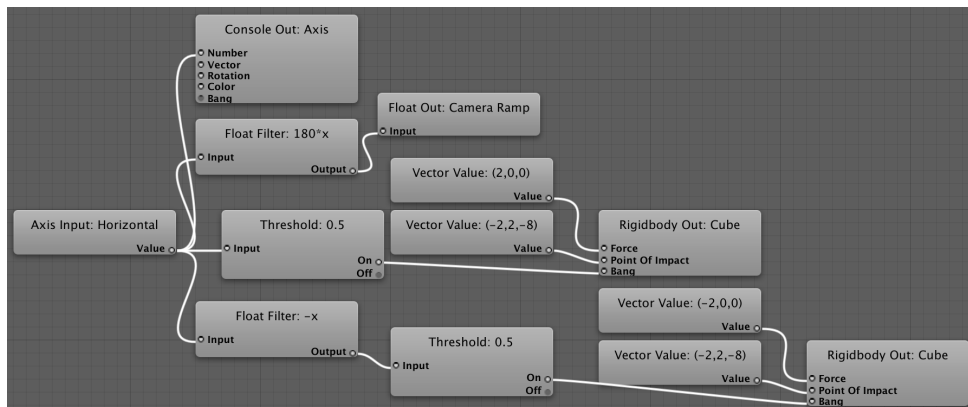 Console Out: Axis
Number
Vector
Rotation
Color
Bang
Float Out: Camera Ramp
Input
Float Filter: 180*x
Input
Output
Vector Value: (2,0,0)
Value
Axis Input: Horizontal
Value
Threshold: 0.5
Input
On
Off
Vector Value: (-2,2,-8)
Value
Rigidbody Out: Cube
Force
Point Of Impact
Bang
Float Filter: -x
Input
Output
Threshold: 0.5
Input
On
Off
Vector Value: (-2,0,0)
Value
Vector Value: (-2,2,-8)
Value
Rigidbody Out: Cube
Force
Point Of Impact
Bang